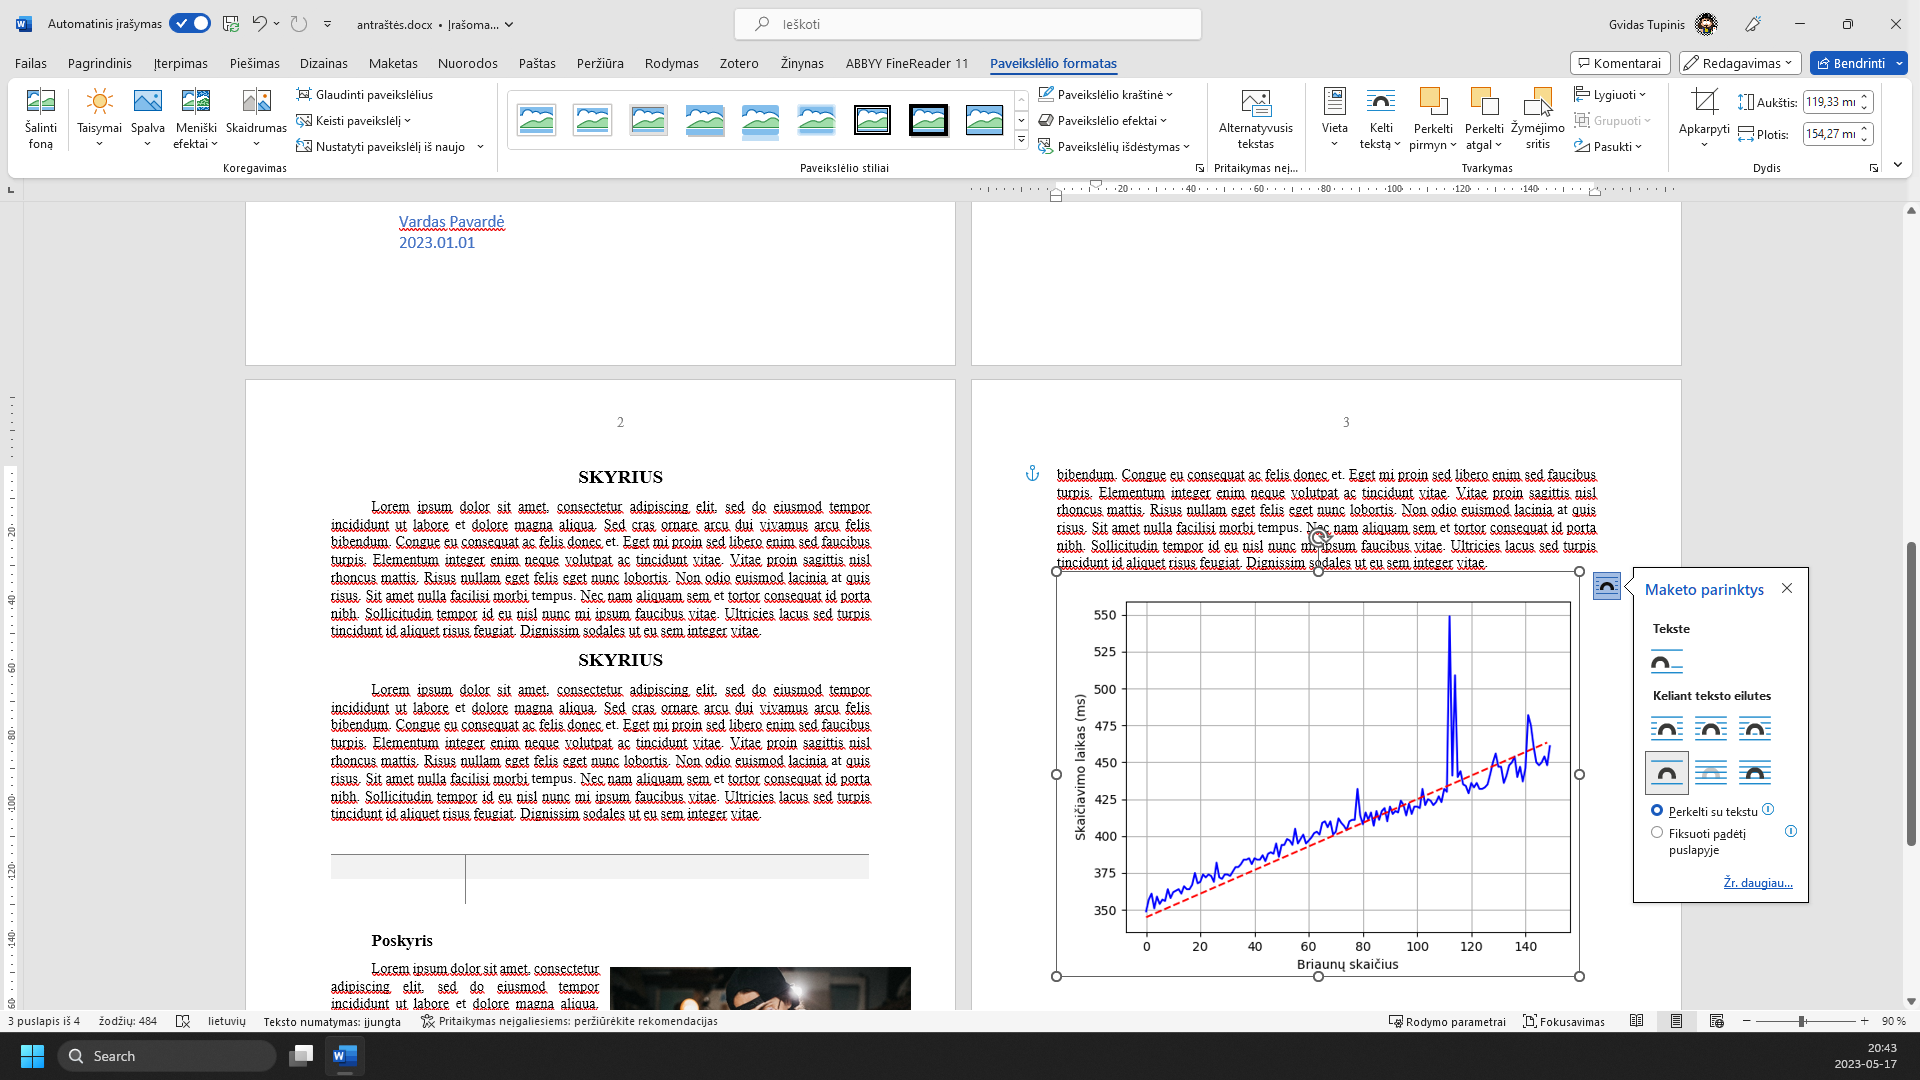 Automatinis įrašymas
antraštės.docx • Įrašoma...
Ieškoti
Gvidas Tupinis
Failas Pagrindinis Įterpimas Piešimas Dizainas Maketas Nuorodos Paštas Peržiūra Rodymas Zotero Žinynas ABBYY FineReader 11 Paveikslėlio formatas
Komentarai Redagavimas Bendrinti
Šalinti foną
Taisymai
Spalva
Meniški efektai
Skaidrumas
Glaudinti paveikslėlius
Keisti paveikslėlį
Nustatyti paveikslėlį iš naujo
Koregavimas
Paveikslėlio stiliai
Paveikslėlio kraštinė
Paveikslėlio efektai
Paveikslėlių išdėstymas
Alternatyvusis tekstas
Pritaikymas nej...
Vieta
Kelti tekstą
Perkelti pirmyn
Perkelti atgal
Žymėjimo sritis
Lygiuoti
Grupuoti
Pasukti
Tvarkymas
Apkarpyti
Aukštis: 119,33 m
Plotis: 154,27 m
Dydis
20 40 60 80 100 120 140
Vardas Pavardė
2023.01.01
2
SKYRIUS
Lorem ipsum dolor sit amet, consectetur adipiscing elit, sed do eiusmod tempor
incididunt ut labore et dolore magna aliqua. Sed cras ornare arcu dui vivamus arcu felis
bibendum. Congue eu consequat ac felis donec et. Eget mi proin sed libero enim sed faucibus
turpis. Elementum integer enim neque volutpat ac tincidunt vitae. Vitae proin sagittis nisl
rhoncus mattis. Risus nullam eget felis eget nunc lobortis. Non odio euismod lacinia at quis
risus. Sit amet nulla facilisi morbi tempus. Nec nam aliquam sem et tortor consequat id porta
nibh. Sollicitudin tempor id eu nisl nunc mi ipsum faucibus vitae. Ultricies lacus sed turpis
tincidunt id aliquet risus feugiat. Dignissim sodales ut eu sem integer vitae.
SKYRIUS
Lorem ipsum dolor sit amet, consectetur adipiscing elit, sed do eiusmod tempor
incididunt ut labore et dolore magna aliqua. Sed cras ornare arcu dui vivamus arcu felis
bibendum. Congue eu consequat ac felis donec et. Eget mi proin sed libero enim sed faucibus
turpis. Elementum integer enim neque volutpat ac tincidunt vitae. Vitae proin sagittis nisl
rhoncus mattis. Risus nullam eget felis eget nunc lobortis. Non odio euismod lacinia at quis
risus. Sit amet nulla facilisi morbi tempus. Nec nam aliquam sem et tortor consequat id porta
nibh. Sollicitudin tempor id eu nisl nunc mi ipsum faucibus vitae. Ultricies lacus sed turpis
tincidunt id aliquet risus feugiat. Dignissim sodales ut eu sem integer vitae.
Poskyris
Lorem ipsum dolor sit amet, consectetur
adipiscing elit, sed do eiusmod tempor
incididunt ut labore et dolore magna aliqua.
3
bibendum. Congue eu consequat ac felis donec et. Eget mi proin sed libero enim sed faucibus
turpis. Elementum integer enim neque volutpat ac tincidunt vitae. Vitae proin sagittis nisl
rhoncus mattis. Risus nullam eget felis eget nunc lobortis. Non odio euismod lacinia at quis
risus. Sit amet nulla facilisi morbi tempus. Nec nam aliquam sem et tortor consequat id porta
nibh. Sollicitudin tempor id eu nisl nunc mi ipsum faucibus vitae. Ultricies lacus sed turpis
tincidunt id aliquet risus feugiat. Dignissim sodales ut eu sem integer vitae.
Skaičiavimo laikas (ms)
550
525
500
475
450
425
400
375
350
0 20 40 60 80 100 120 140
Briaunų skaičius
Maketo parinktys
Tekste
Keliant teksto eilutes
Perkelti su tekstu
Fiksuoti padėtį
puslapyje
Žr. daugiau...
20
40
60
80
100
120
140
60
3 puslapis iš 4 žodžių: 484 lietuvių Teksto numatymas: įjungta Pritaikymas neįgaliesiems: peržiūrėkite rekomendacijas
Rodymo parametrai Fokusavimas 90 %
Search
20:43
2023-05-17